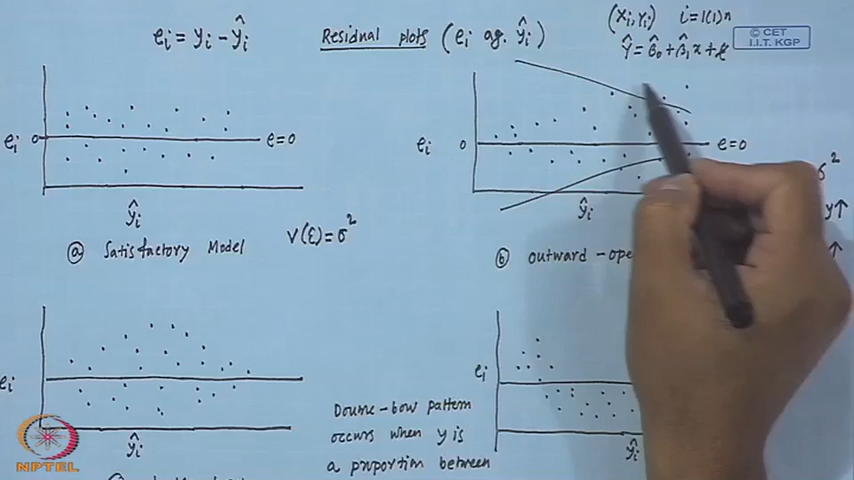 eᵢ = yᵢ − ŷᵢ
Residual plots (eᵢ ag. ŷᵢ)
(xᵢ, yᵢ) i = 1(1)n
Ŷ = β̂₀ + β̂₁ x + ε
© CET
I.I.T. KGP
eᵢ 0 e = 0
ŷᵢ
ⓐ Satisfactory Model V(ε) = σ²
eᵢ 0 e = 0
ŷᵢ
σ²
y↑
↑
ⓑ outward-ope
eᵢ
ŷᵢ
Double-bow pattern
occurs when y is
a proportion between
eᵢ
ŷᵢ
NPTEL